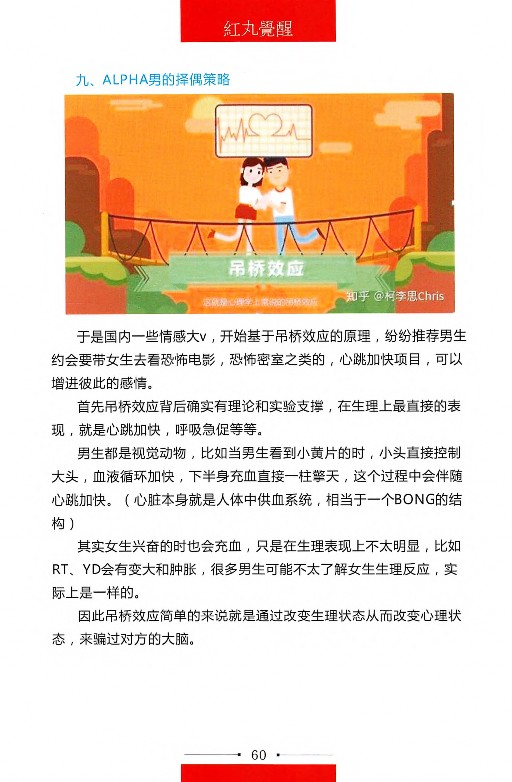 紅丸覺醒
九、ALPHA男的择偶策略
吊桥效应
知乎 @柯李思Chris
于是国内一些情感大v，开始基于吊桥效应的原理，纷纷推荐男生
约会要带女生去看恐怖电影，恐怖密室之类的，心跳加快项目，可以
增进彼此的感情。
首先吊桥效应背后确实有理论和实验支撑，在生理上最直接的表
现，就是心跳加快，呼吸急促等等。
男生都是视觉动物，比如当男生看到小黄片的时，小头直接控制
大头，血液循环加快，下半身充血直接一柱擎天，这个过程中会伴随
心跳加快。（心脏本身就是人体中供血系统，相当于一个BONG的结
构）
其实女生兴奋的时也会充血，只是在生理表现上不太明显，比如
RT、YD会有变大和肿胀，很多男生可能不太了解女生生理反应，实
际上是一样的。
因此吊桥效应简单的来说就是通过改变生理状态从而改变心理状
态，来骗过对方的大脑。
60